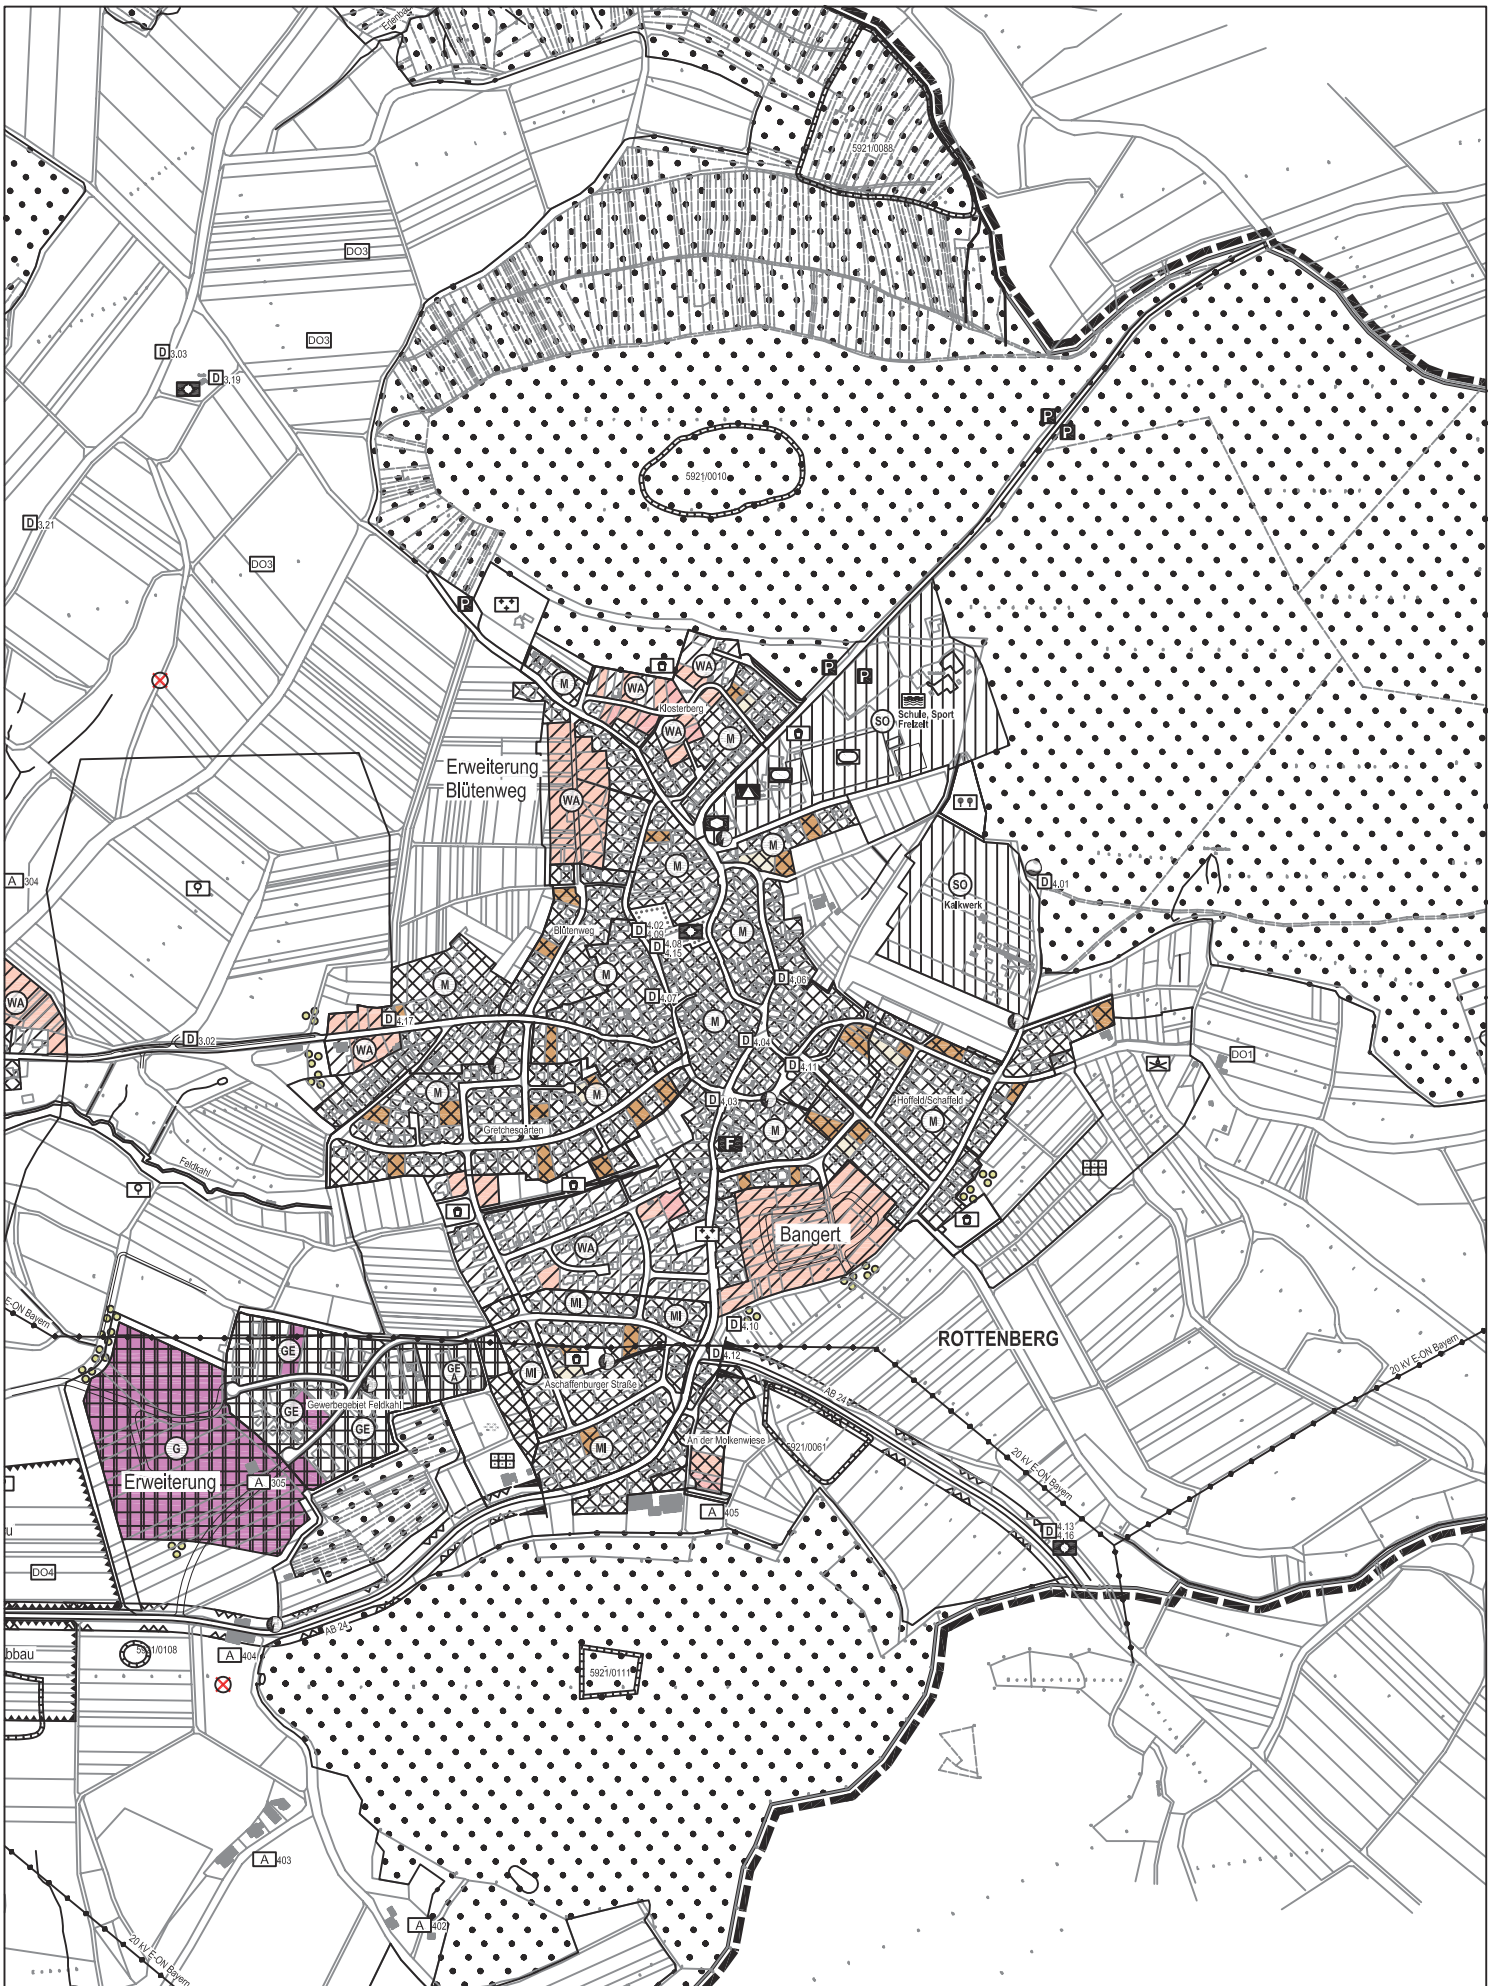 5921/0088
DO3
DO3
D 3.03
D 3.19
P
P
5921/0010
D 3.21
DO3
P
WA
M
WA
P
P
Klosterberg
SO
Schule, Sport
Freizeit
WA
M
Erweiterung
Blütenweg
WA
M
M
A 304
SO
Kalkwerk
D 4.01
Blütenweg
D 4.02
4.09
M
D 4.08
4.15
M
M
D 4.06
WA
D 4.07
D 4.17
M
D 3.02
D 4.04
WA
DO1
D 4.11
M
M
D 4.03
Hoffeld/Schaffeld
M
Gretchesgärten
M
F
Feldkahl
Bangert
WA
MI
MI
E-ON Bayern
D 4.10
ROTTENBERG
GE
D 4.12
20 kV E-ON Bayern
GE
A
MI
Aschaffenburger Straße
AB 24
Gewerbegebiet Feldkahl
GE
GE
G
MI
An der Molkenwiese
5921/0061
Erweiterung
A 305
20 kV E-ON Bayern
A 405
D 4.13
4.16
DO4
AB 24
bbau
5921/0108
A 404
5921/0111
A 403
A 402
20 kV E-ON Bayern